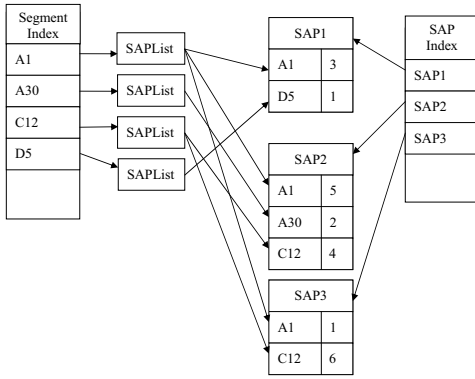 Segment
Index
A1
A30
C12
D5
SAPList
SAPList
SAPList
SAPList
SAP1
A1 3
D5 1
SAP2
A1 5
A30 2
C12 4
SAP3
A1 1
C12 6
SAP
Index
SAP1
SAP2
SAP3